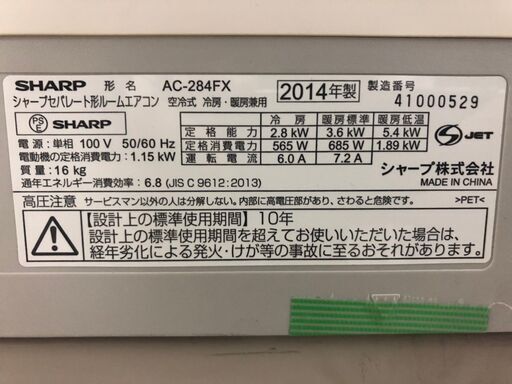 SHARP 形名 AC-284FX 2014年製 製造番号
シャープセパレート形ルームエアコン 空冷式 冷房・暖房兼用 41000529
PS E SHARP
冷房 暖房標準 暖房低温
定格能力 2.8 kW 3.6 kW 5.4 kW
定格消費電力 565 W 685 W 1.89 kW
運転電流 6.0 A 7.2 A
S JET
電源：単相 100 V 50/60 Hz
電動機の定格消費電力：1.15 kW
質量：16 kg
通年エネルギー消費効率：6.8 (JIS C 9612:2013)
シャープ株式会社
MADE IN CHINA
高圧注意 サービスマン以外の人は分解しない。内部に高電圧部があり、さわると危険です。 >PET<
【設計上の標準使用期間】10年
設計上の標準使用期間を超えてお使いいただいた場合は、
経年劣化による発火・けが等の事故に至るおそれがあります。